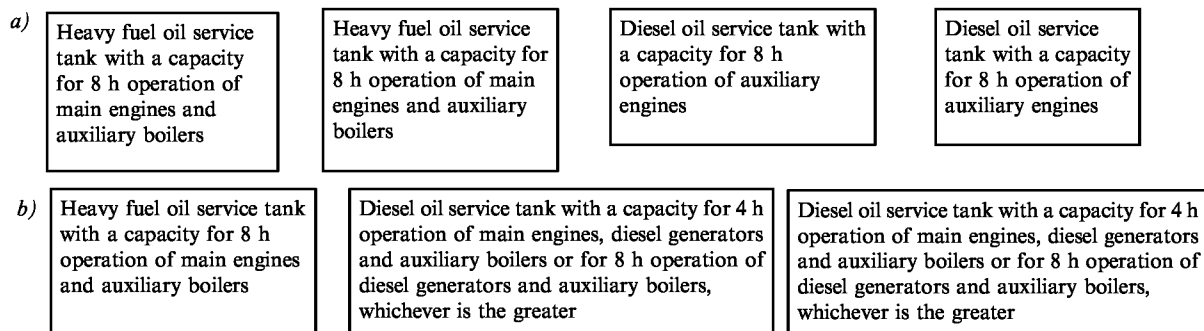 a)
Heavy fuel oil service
tank with a capacity
for 8 h operation of
main engines and
auxiliary boilers
Heavy fuel oil service
tank with a capacity for
8 h operation of main
engines and auxiliary
boilers
Diesel oil service tank with
a capacity for 8 h
operation of auxiliary
engines
Diesel oil service
tank with a capacity
for 8 h operation of
auxiliary engines
b)
Heavy fuel oil service tank
with a capacity for 8 h
operation of main engines
and auxiliary boilers
Diesel oil service tank with a capacity for 4 h
operation of main engines, diesel generators
and auxiliary boilers or for 8 h operation of
diesel generators and auxiliary boilers,
whichever is the greater
Diesel oil service tank with a capacity for 4 h
operation of main engines, diesel generators
and auxiliary boilers or for 8 h operation of
diesel generators and auxiliary boilers,
whichever is the greater